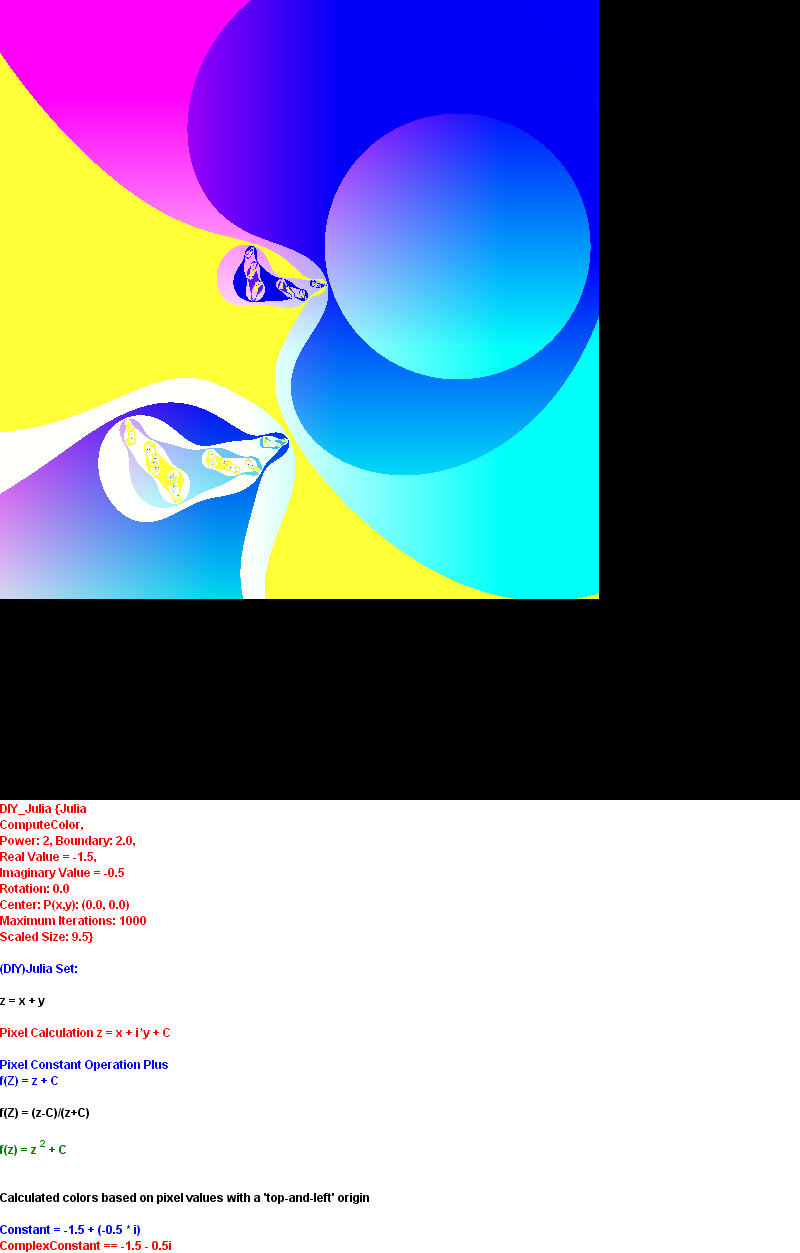 DIY_Julia {Julia
ComputeColor,
Power: 2, Boundary: 2.0,
Real Value = -1.5,
Imaginary Value = -0.5
Rotation: 0.0
Center: P(x,y): (0.0, 0.0)
Maximum Iterations: 1000
Scaled Size: 9.5}
(DIY)Julia Set:
z = x + y
Pixel Calculation z = x + i*y + C
Pixel Constant Operation Plus
f(Z) = z + C
f(Z) = (z-C)/(z+C)
f(z) = z 2 + C
Calculated colors based on pixel values with a 'top-and-left' origin
Constant = -1.5 + (-0.5 * i)
ComplexConstant == -1.5 - 0.5i